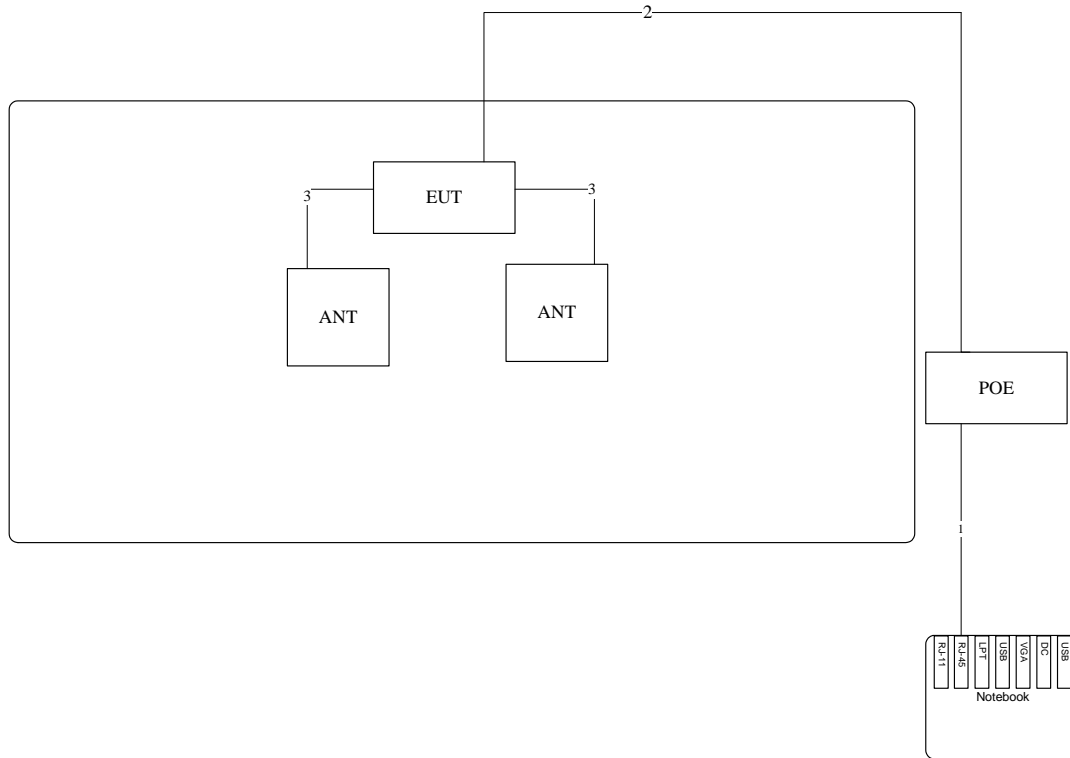 2
3
EUT
3
ANT
ANT
POE
1
RJ-11
RJ-45
LPT
USB
VGA
DC
USB
Notebook